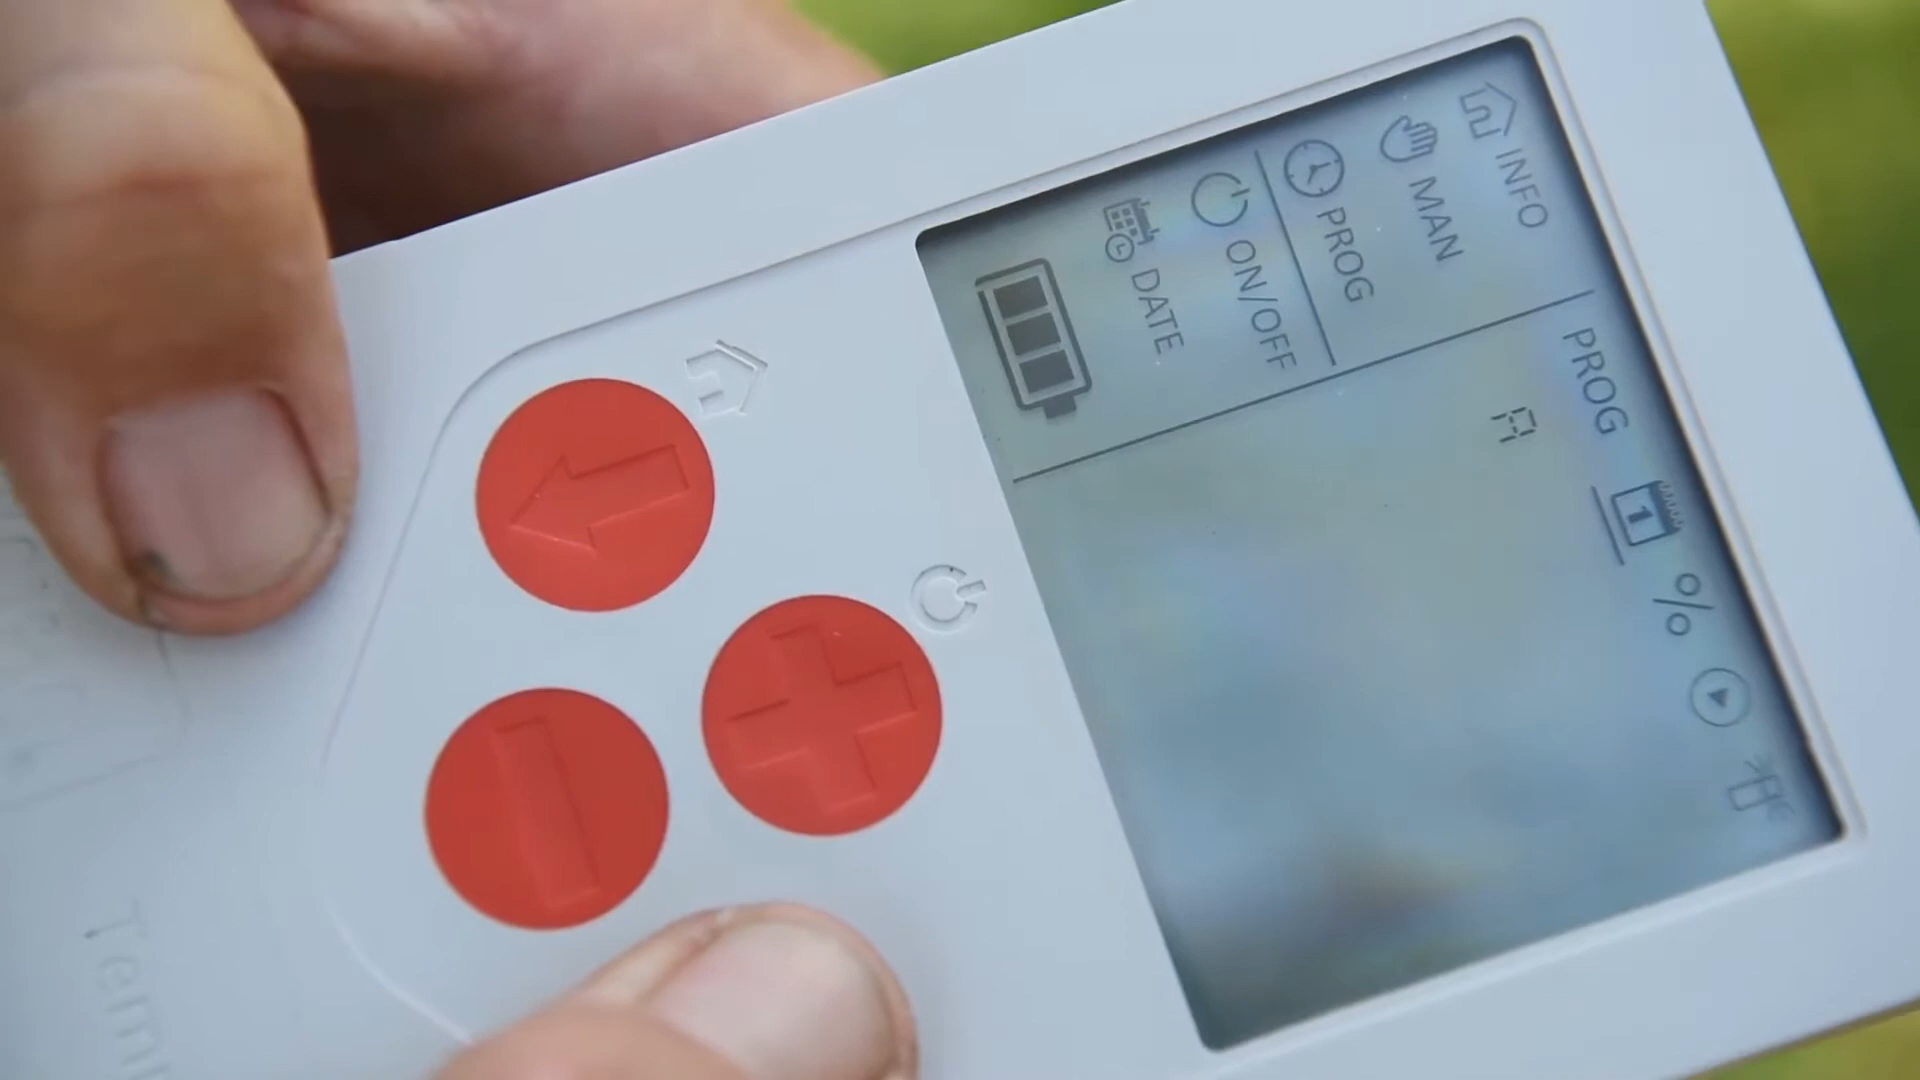 INFO
MAN
PROG
ON/OFF
DATE
PROG
1
%
A